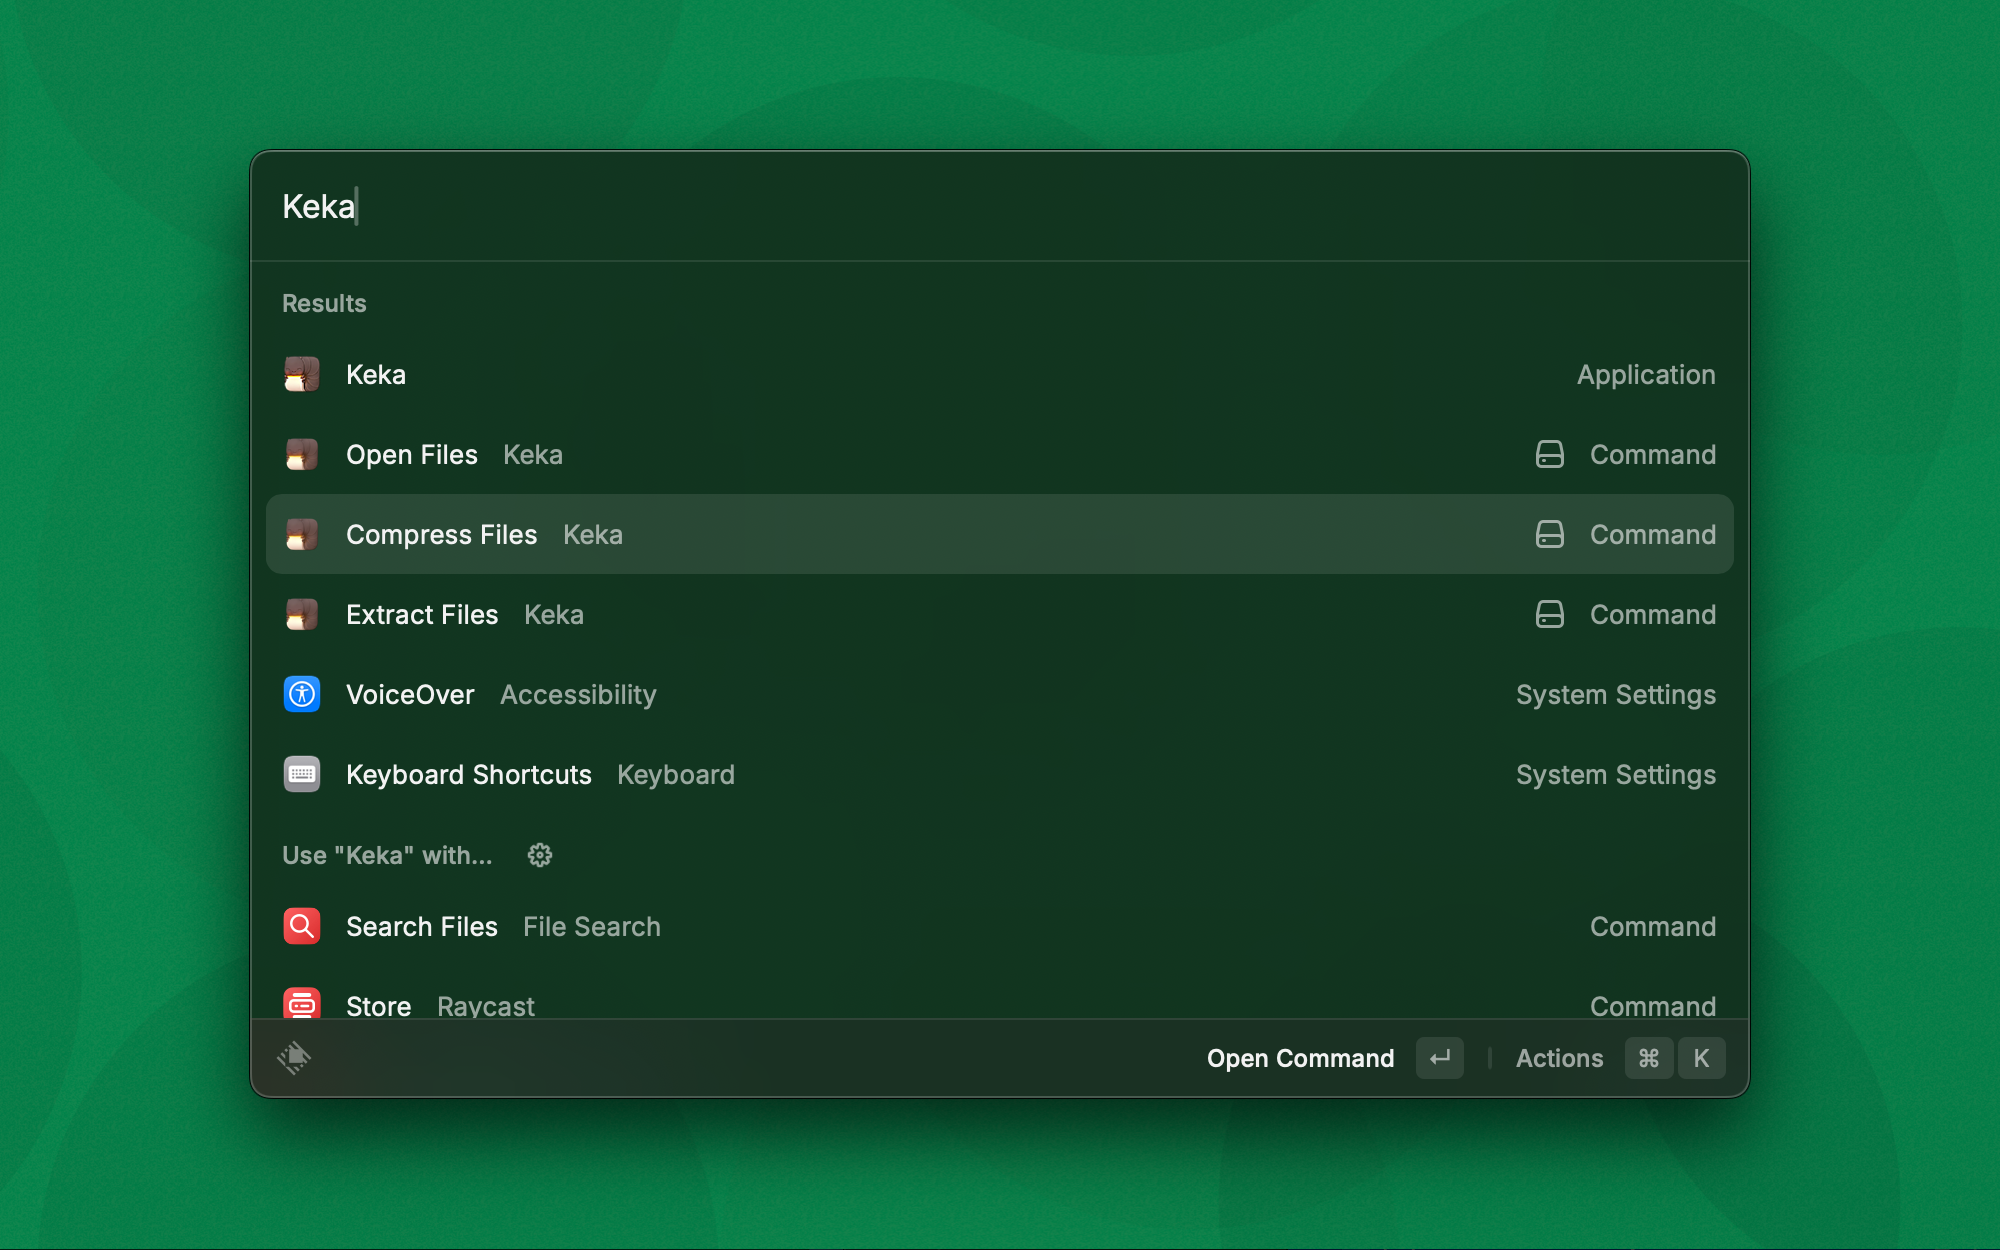 Keka
Results
Keka Application
Open Files Keka Command
Compress Files Keka Command
Extract Files Keka Command
VoiceOver Accessibility System Settings
Keyboard Shortcuts Keyboard System Settings
Use "Keka" with...
Search Files File Search Command
Store Raycast Command
Open Command ↵ Actions ⌘ K